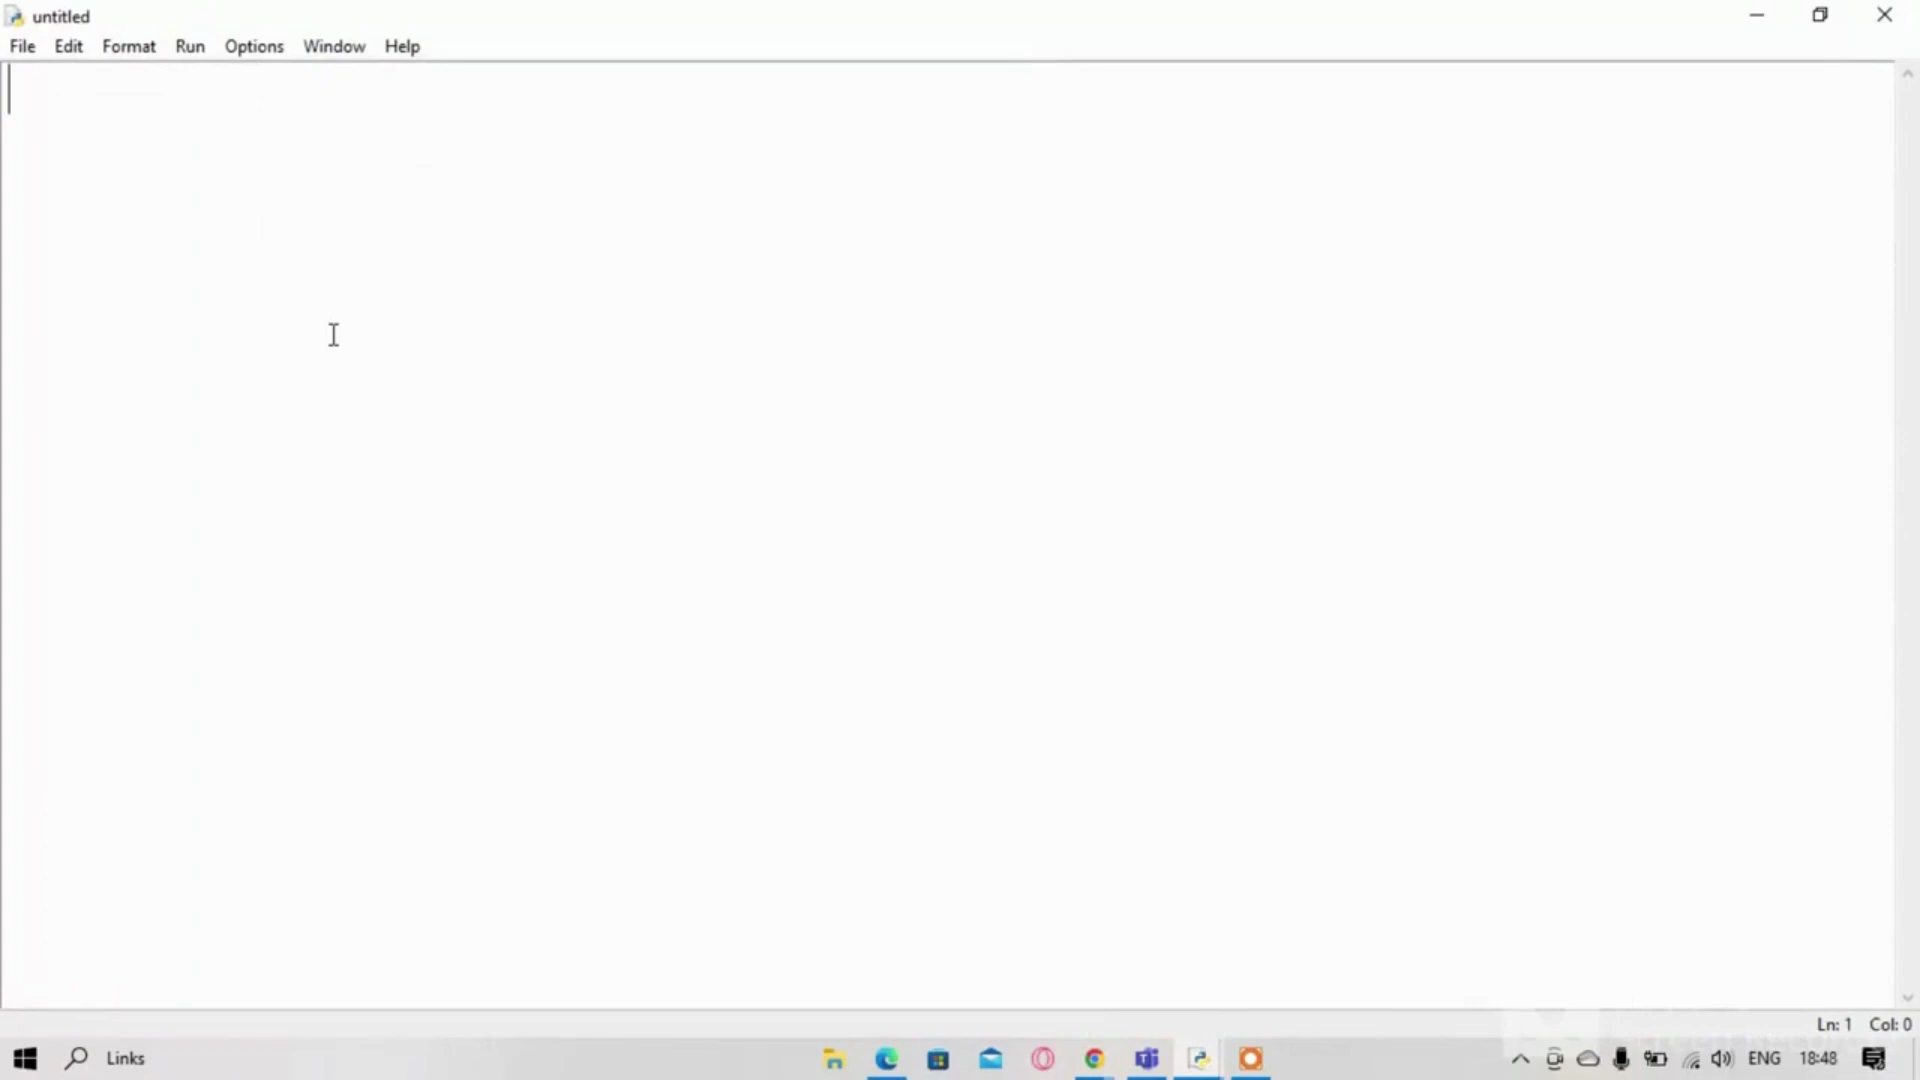 untitled
File Edit Format Run Options Window Help
Ln: 1 Col: 0
Links
ENG 18:48